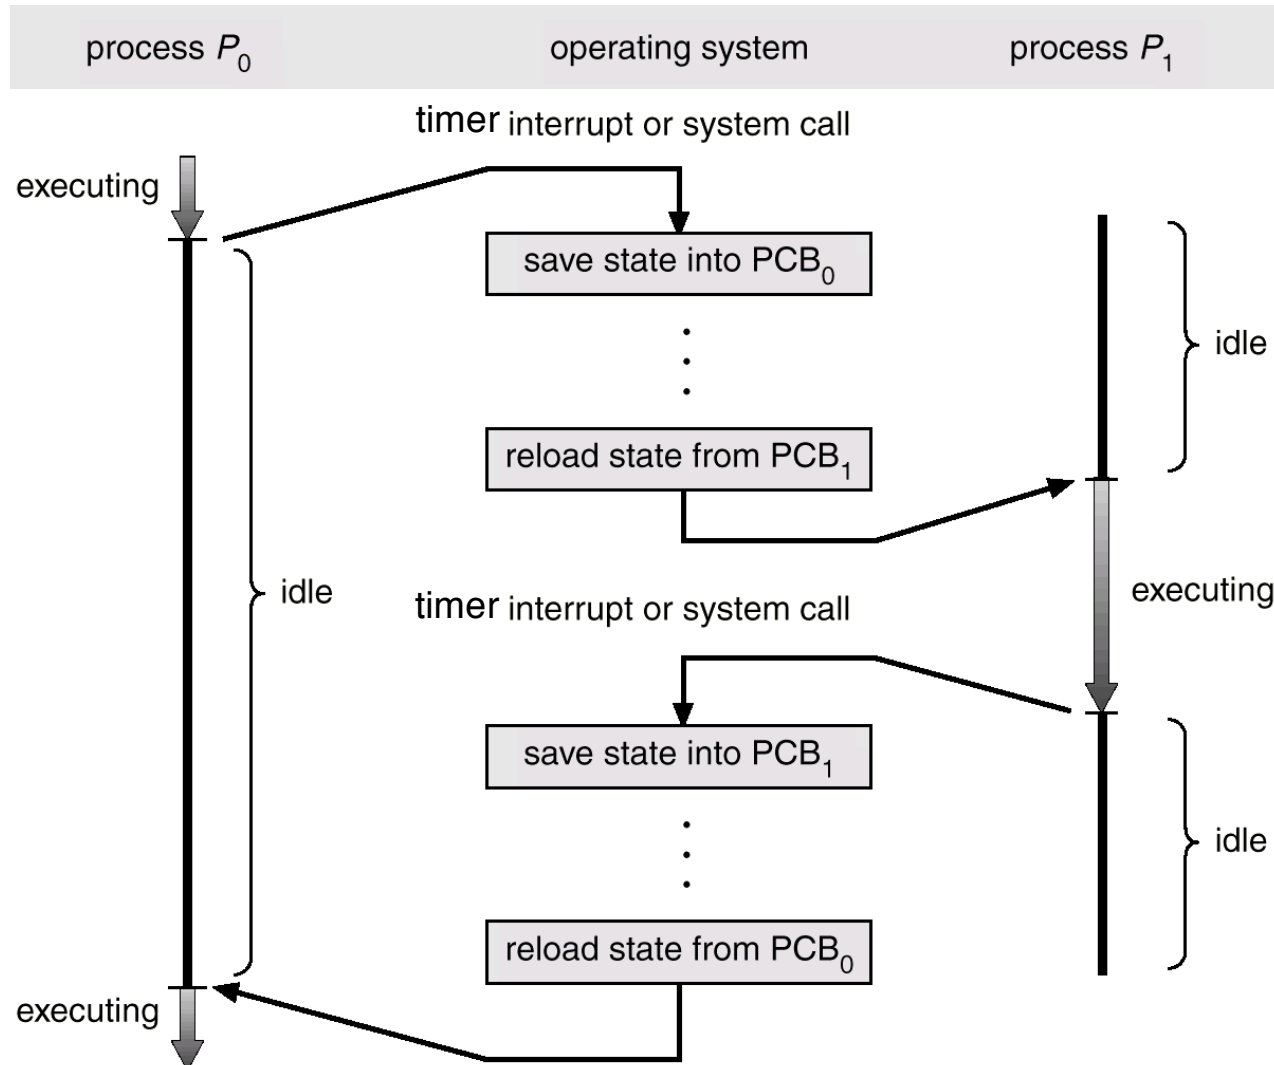 process P0
operating system
process P1
timer interrupt or system call
executing
save state into PCB0
idle
reload state from PCB1
idle
timer interrupt or system call
executing
save state into PCB1
idle
reload state from PCB0
executing